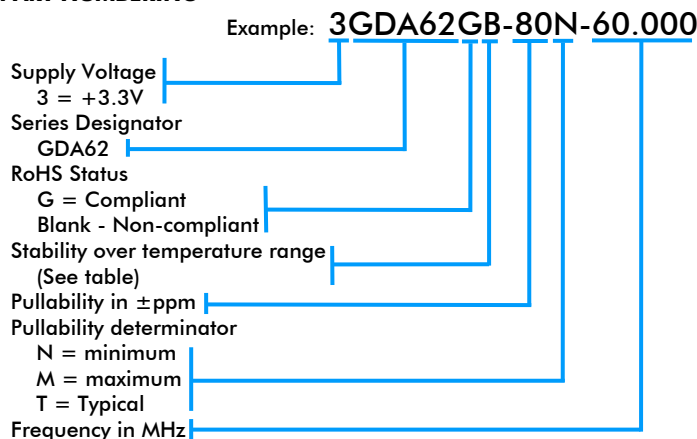 Example: 3GDA62GB-80N-60.000
Supply Voltage
3 = +3.3V
Series Designator
GDA62
RoHS Status
G = Compliant
Blank - Non-compliant
Stability over temperature range
(See table)
Pullability in ±ppm
Pullability determinator
N = minimum
M = maximum
T = Typical
Frequency in MHz